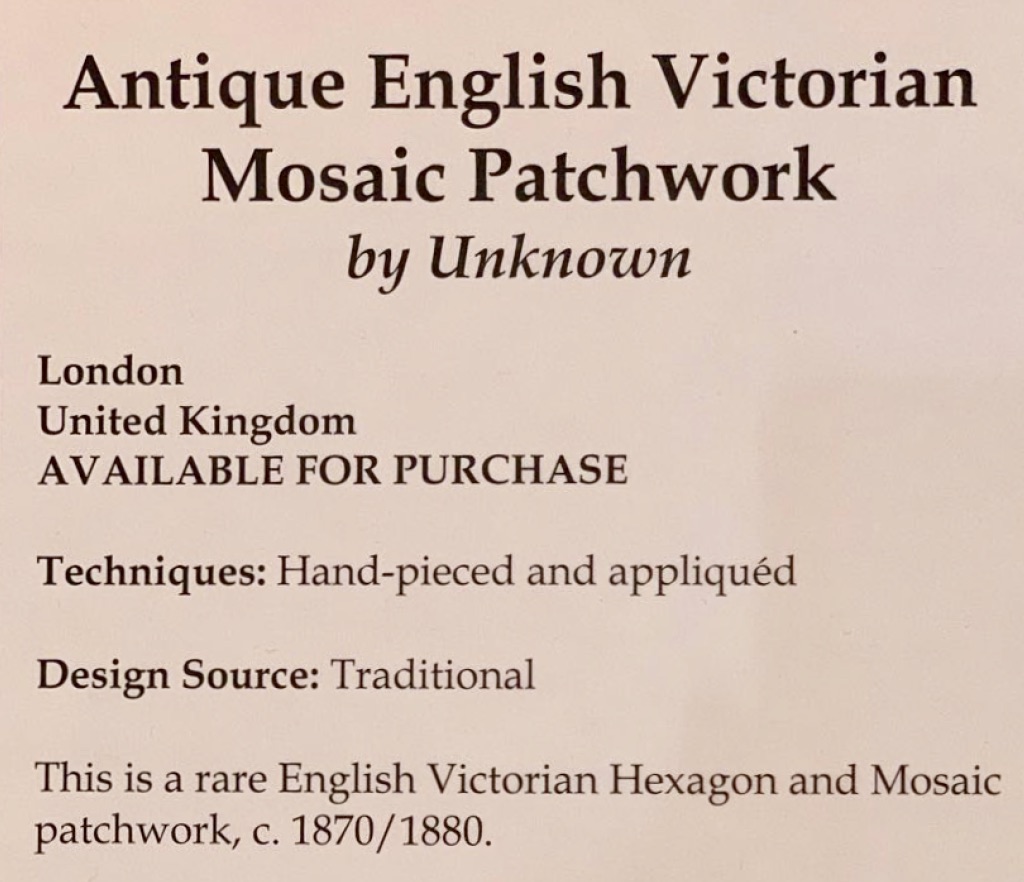 Antique English Victorian
Mosaic Patchwork
by Unknown
London
United Kingdom
AVAILABLE FOR PURCHASE
Techniques: Hand-pieced and appliquéd
Design Source: Traditional
This is a rare English Victorian Hexagon and Mosaic
patchwork, c. 1870/1880.